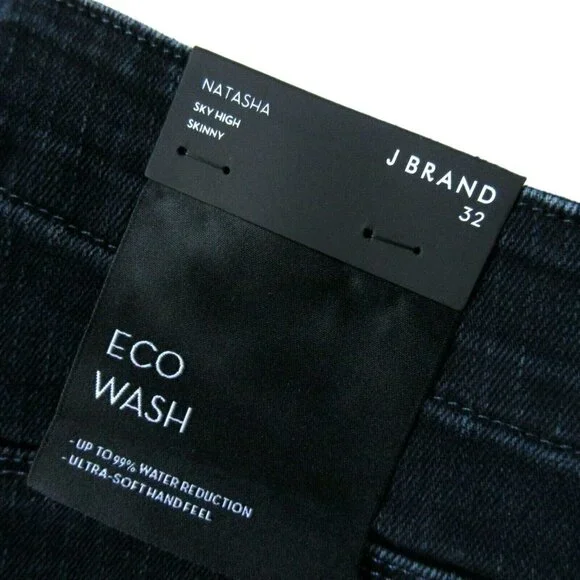 NATASHA
SKY HIGH
SKINNY
J BRAND
32
ECO
WASH
- UP TO 99% WATER REDUCTION
- ULTRA-SOFT HAND FEEL